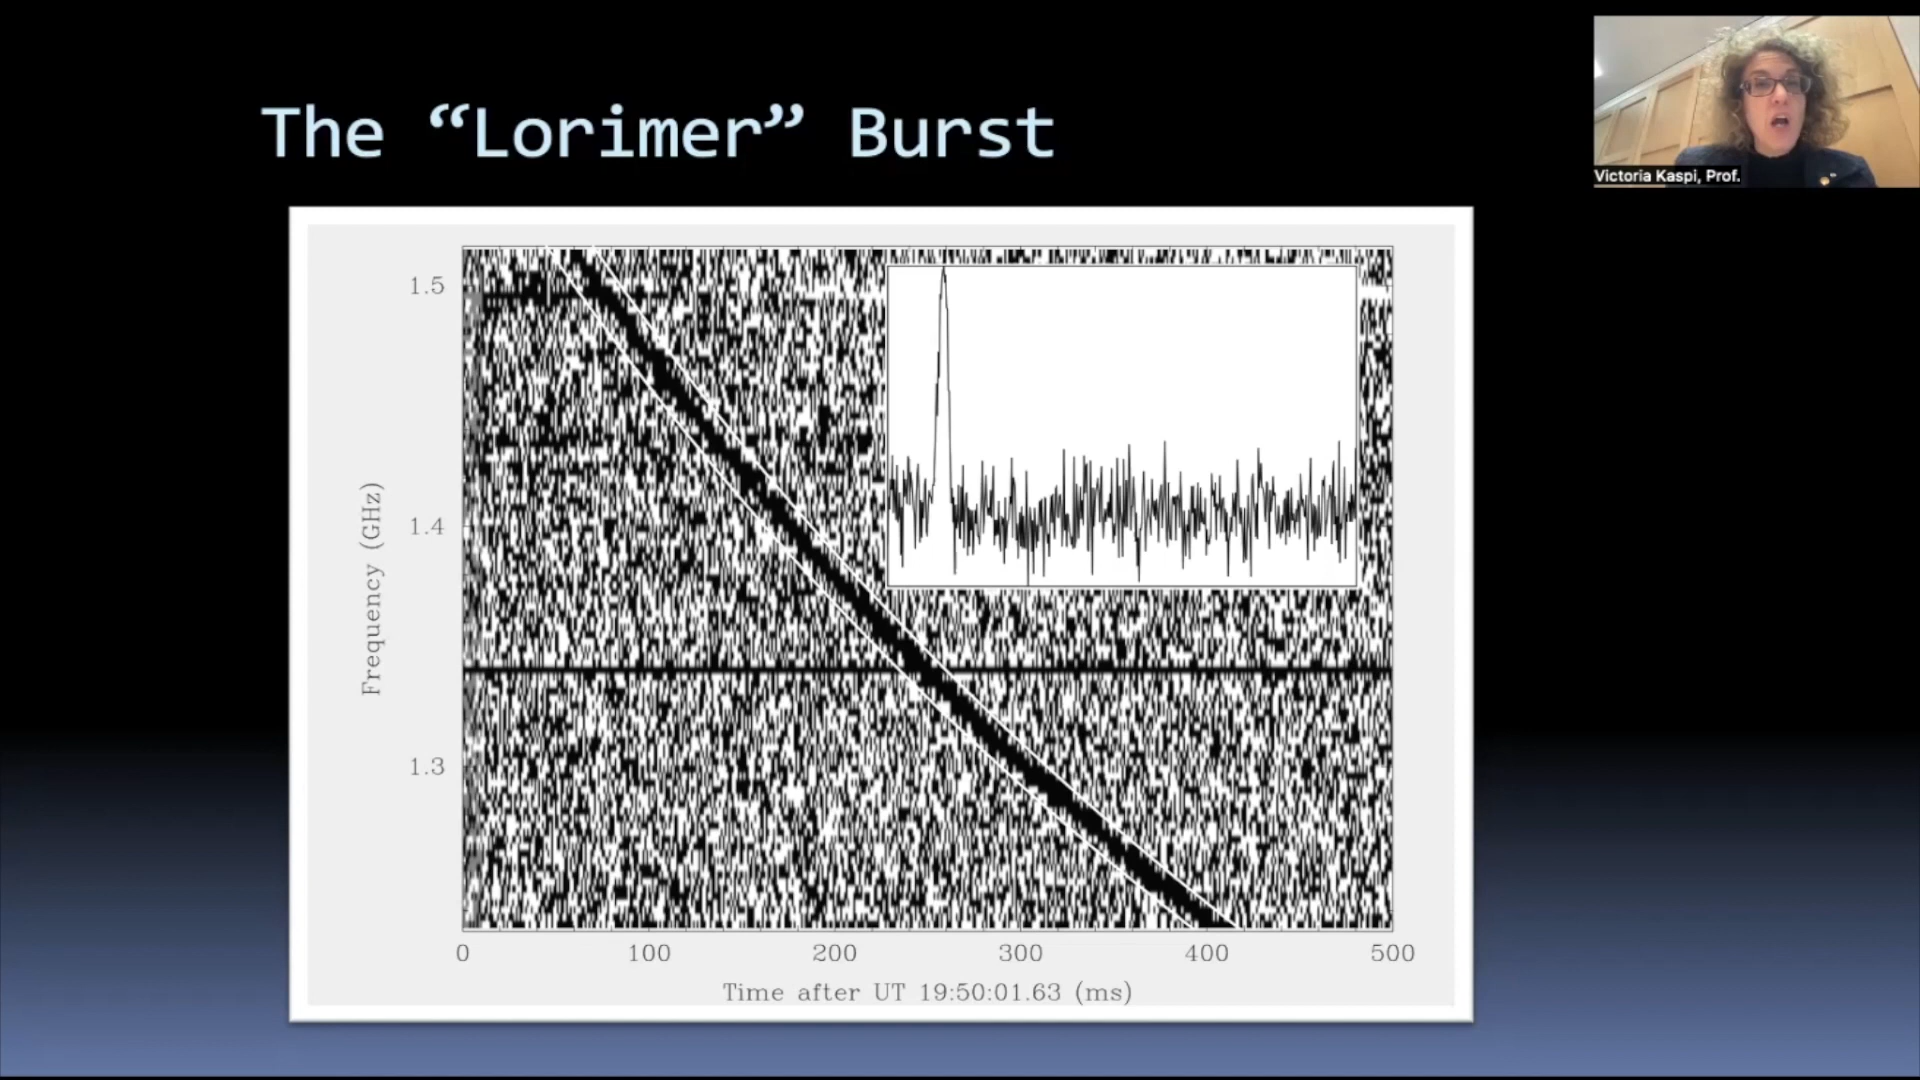 The “Lorimer” Burst
Victoria Kaspi, Prof.
1.5
1.4
1.3
Frequency (GHz)
0 100 200 300 400 500
Time after UT 19:50:01.63 (ms)